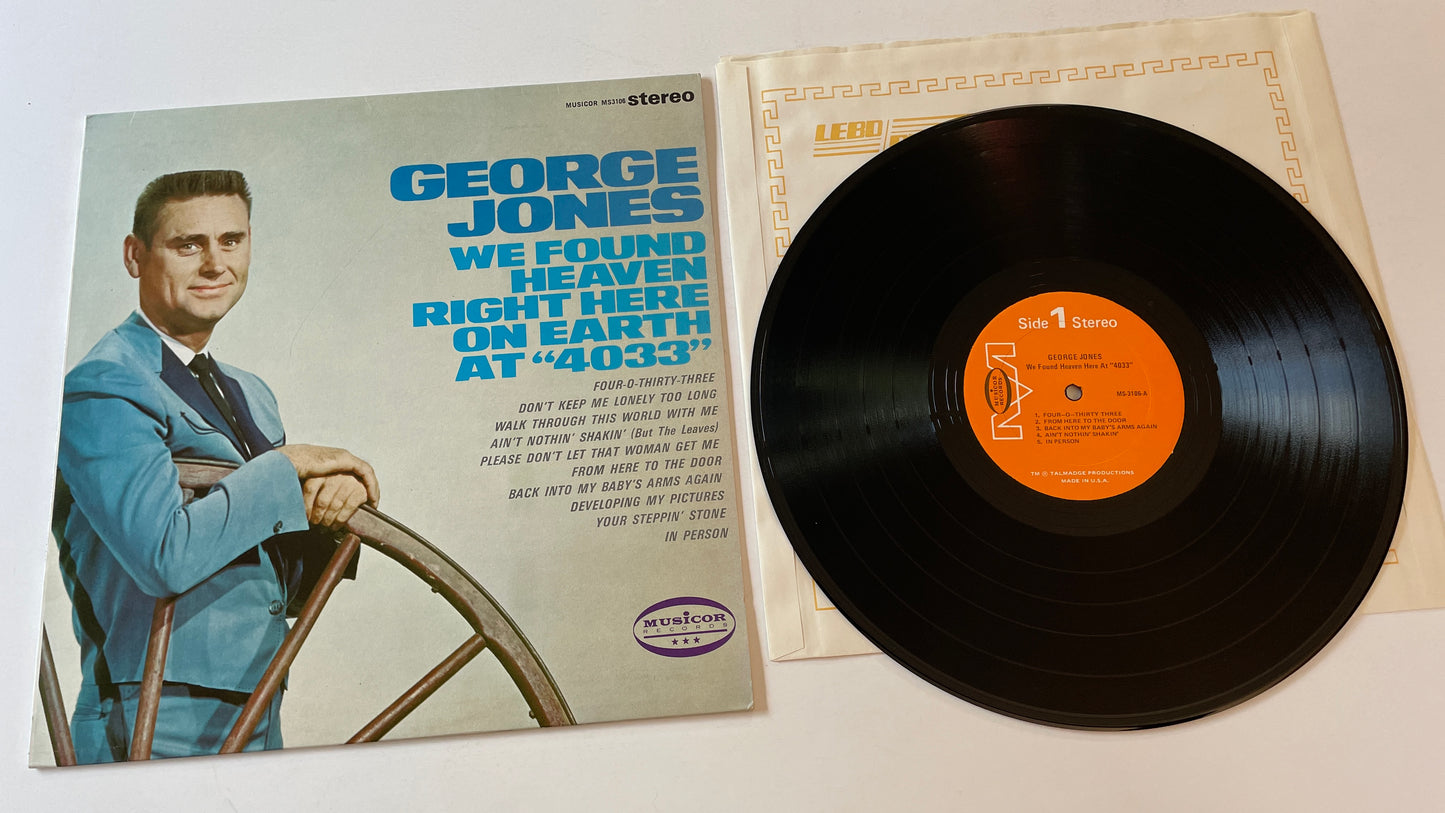 MUSICOR MS3106 stereo
GEORGE
JONES
WE FOUND
HEAVEN
RIGHT HERE
ON EARTH
AT "4033"
FOUR-O-THIRTY-THREE
DON'T KEEP ME LONELY TOO LONG
WALK THROUGH THIS WORLD WITH ME
AIN'T NOTHIN' SHAKIN' (But The Leaves)
PLEASE DON'T LET THAT WOMAN GET ME
FROM HERE TO THE DOOR
BACK INTO MY BABY'S ARMS AGAIN
DEVELOPING MY PICTURES
YOUR STEPPIN' STONE
IN PERSON
MUSICOR
RECORDS
LEBO
Side 1 Stereo
GEORGE JONES
We Found Heaven Here At "4033"
MUSICOR
RECORDS
MS-3106-A
1. FOUR-O-THIRTY THREE
2. FROM HERE TO THE DOOR
3. BACK INTO MY BABY'S ARMS AGAIN
4. AIN'T NOTHIN' SHAKIN'
5. IN PERSON
TM ® TALMADGE PRODUCTIONS
MADE IN U.S.A.